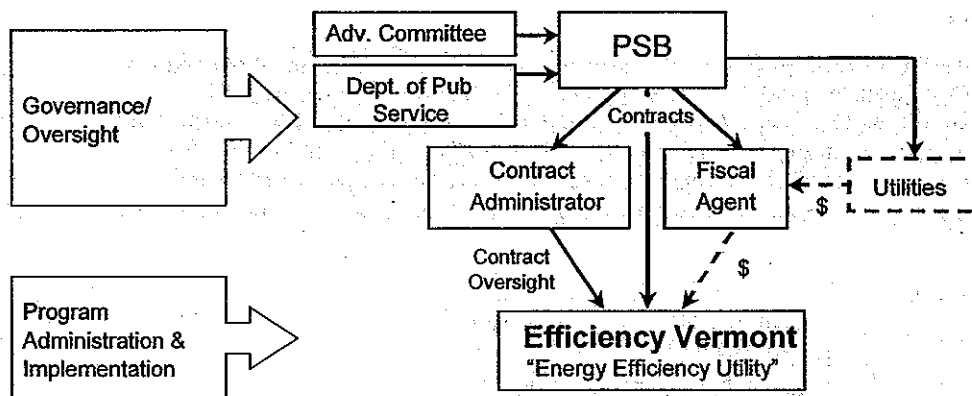 Adv. Committee
PSB
Dept. of Pub
Service
Governance/
Oversight
Contracts
Contract
Administrator
Fiscal
Agent
Utilities
$
Contract
Oversight
$
Program
Administration &
Implementation
Efficiency Vermont
"Energy Efficiency Utility"